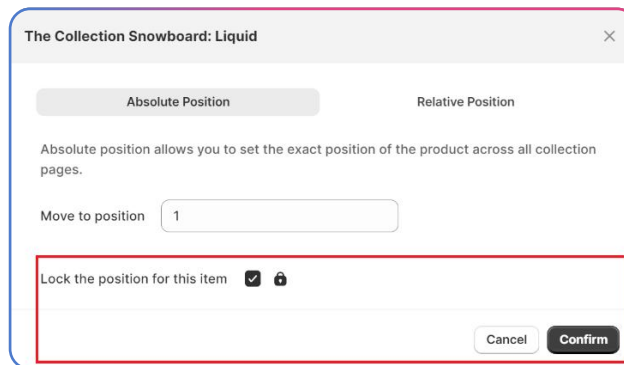 The Collection Snowboard: Liquid
Absolute Position Relative Position
Absolute position allows you to set the exact position of the product across all collection
pages.
Move to position 1
Lock the position for this item
Cancel Confirm